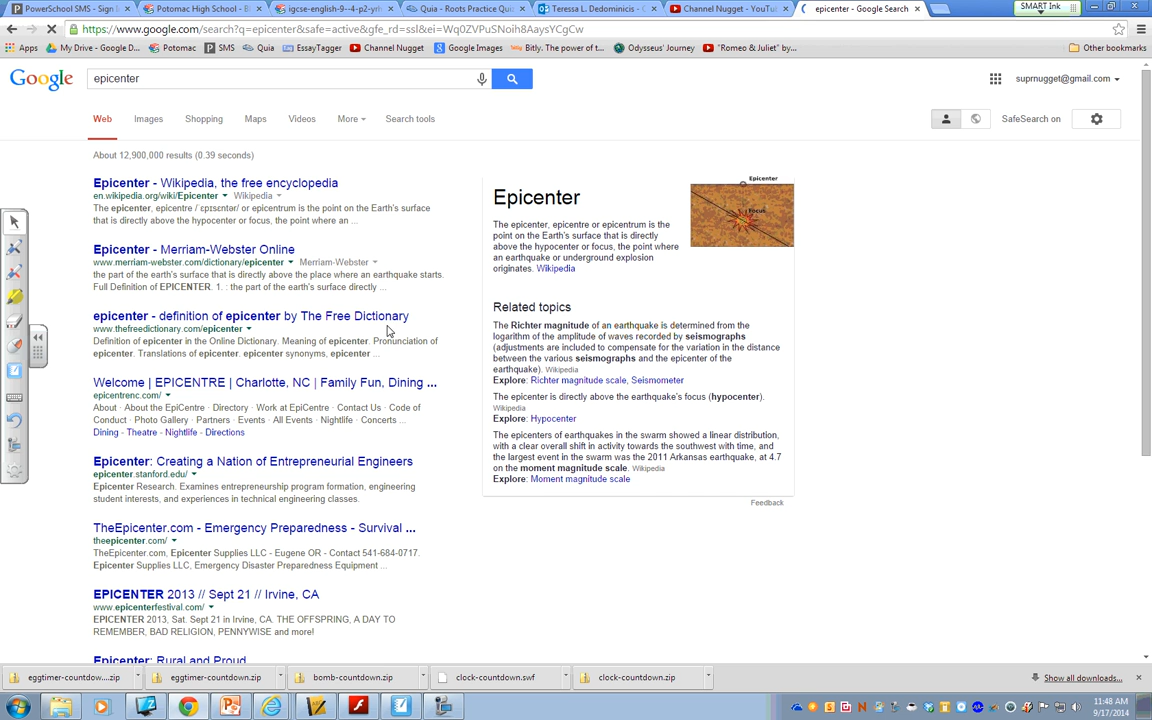 PowerSchool SMS - Sign i
Potomac High School - B
igcse-english-9--4-p2-yrh
Quia - Roots Practice Qui
Teressa L. Dedominicis - O
Channel Nugget - YouTu
epicenter - Google Search
SMART Ink
https://www.google.com/search?q=epicenter&safe=active&gfe_rd=ssl&ei=Wq0ZVPuSNoih8AaysYCgCw
Apps My Drive - Google D... Potomac SMS Quia EssayTagger Channel Nugget Google Images Bitly. The power of t... Odysseus' Journey "Romeo & Juliet" by... Other bookmarks
Google epicenter
suprnugget@gmail.com
Web Images Shopping Maps Videos More Search tools SafeSearch on
About 12,900,000 results (0.39 seconds)
Epicenter - Wikipedia, the free encyclopedia
en.wikipedia.org/wiki/Epicenter Wikipedia
The epicenter, epicentre /ˈɛpɪsɛntər/ or epicentrum is the point on the Earth's surface
that is directly above the hypocenter or focus, the point where an ...
Epicenter - Merriam-Webster Online
www.merriam-webster.com/dictionary/epicenter Merriam-Webster
the part of the earth's surface that is directly above the place where an earthquake starts.
Full Definition of EPICENTER. 1. : the part of the earth's surface directly ...
epicenter - definition of epicenter by The Free Dictionary
www.thefreedictionary.com/epicenter
Definition of epicenter in the Online Dictionary. Meaning of epicenter. Pronunciation of
epicenter. Translations of epicenter. epicenter synonyms, epicenter ...
Welcome | EPICENTRE | Charlotte, NC | Family Fun, Dining ...
epicentrenc.com/
About · About the EpiCentre · Directory · Work at EpiCentre · Contact Us · Code of
Conduct · Photo Gallery · Partners · Events · All Events · Nightlife · Concerts ...
Dining - Theatre - Nightlife - Directions
Epicenter: Creating a Nation of Entrepreneurial Engineers
epicenter.stanford.edu/
Epicenter Research. Examines entrepreneurship program formation, engineering
student interests, and experiences in technical engineering classes.
TheEpicenter.com - Emergency Preparedness - Survival ...
theepicenter.com/
TheEpicenter.com, Epicenter Supplies LLC - Eugene OR - Contact 541-684-0717.
Epicenter Supplies LLC, Emergency Disaster Preparedness Equipment ...
EPICENTER 2013 // Sept 21 // Irvine, CA
www.epicenterfestival.com/
EPICENTER 2013, Sat. Sept 21 in Irvine, CA. THE OFFSPRING, A DAY TO
REMEMBER, BAD RELIGION, PENNYWISE and more!
Epicenter: Rural and Proud
Epicenter
Epicenter
Focus
The epicenter, epicentre or epicentrum is the
point on the Earth's surface that is directly
above the hypocenter or focus, the point where
an earthquake or underground explosion
originates. Wikipedia
Related topics
The Richter magnitude of an earthquake is determined from the
logarithm of the amplitude of waves recorded by seismographs
(adjustments are included to compensate for the variation in the distance
between the various seismographs and the epicenter of the
earthquake). Wikipedia
Explore: Richter magnitude scale, Seismometer
The epicenter is directly above the earthquake's focus (hypocenter).
Wikipedia
Explore: Hypocenter
The epicenters of earthquakes in the swarm showed a linear distribution,
with a clear overall shift in activity towards the southwest with time, and
the largest event in the swarm was the 2011 Arkansas earthquake, at 4.7
on the moment magnitude scale. Wikipedia
Explore: Moment magnitude scale
Feedback
eggtimer-countdow....zip eggtimer-countdown.zip bomb-countdown.zip clock-countdown.swf clock-countdown.zip Show all downloads...
11:48 AM
9/17/2014